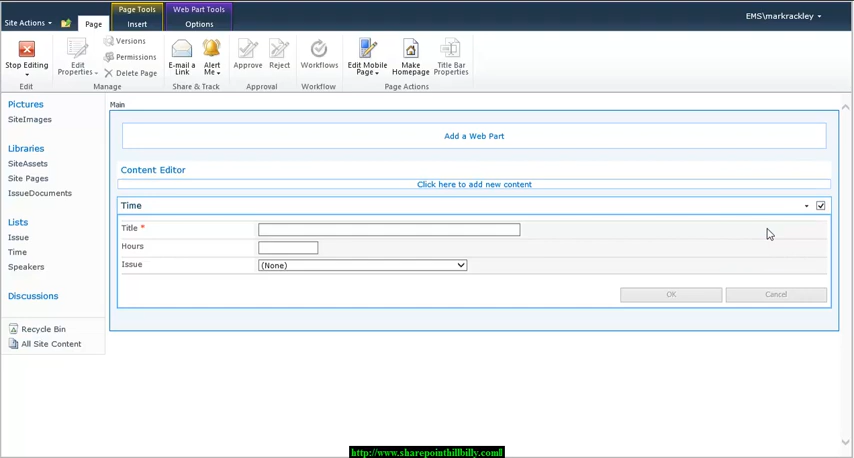 Page Tools
Web Part Tools
Site Actions
Page
Insert
Options
EMS\markrackley
Stop Editing
Edit Properties
Versions
Permissions
Delete Page
E-mail a Link
Alert Me
Approve
Reject
Workflows
Edit Mobile Page
Make Homepage
Title Bar Properties
Edit
Manage
Share & Track
Approval
Workflow
Page Actions
Pictures
SiteImages
Libraries
SiteAssets
Site Pages
IssueDocuments
Lists
Issue
Time
Speakers
Discussions
Recycle Bin
All Site Content
Main
Add a Web Part
Content Editor
Click here to add new content
Time
Title *
Hours
Issue
(None)
OK
Cancel
http://www.sharepointhillbilly.com